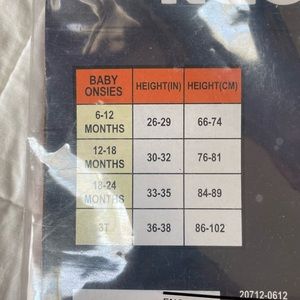 BABY ONSIES HEIGHT(IN) HEIGHT(CM)
6-12 MONTHS 26-29 66-74
12-18 MONTHS 30-32 76-81
18-24 MONTHS 33-35 84-89
3T 36-38 86-102
20712-0612